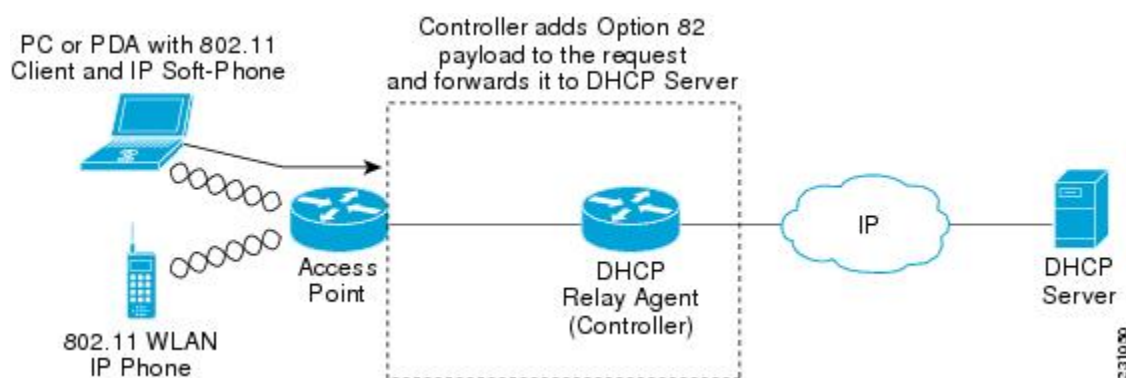 Controller adds Option 82
payload to the request
and forwards it to DHCP Server
PC or PDA with 802.11
Client and IP Soft-Phone
Access
Point
DHCP
Relay Agent
(Controller)
IP
DHCP
Server
802.11 WLAN
IP Phone
231050